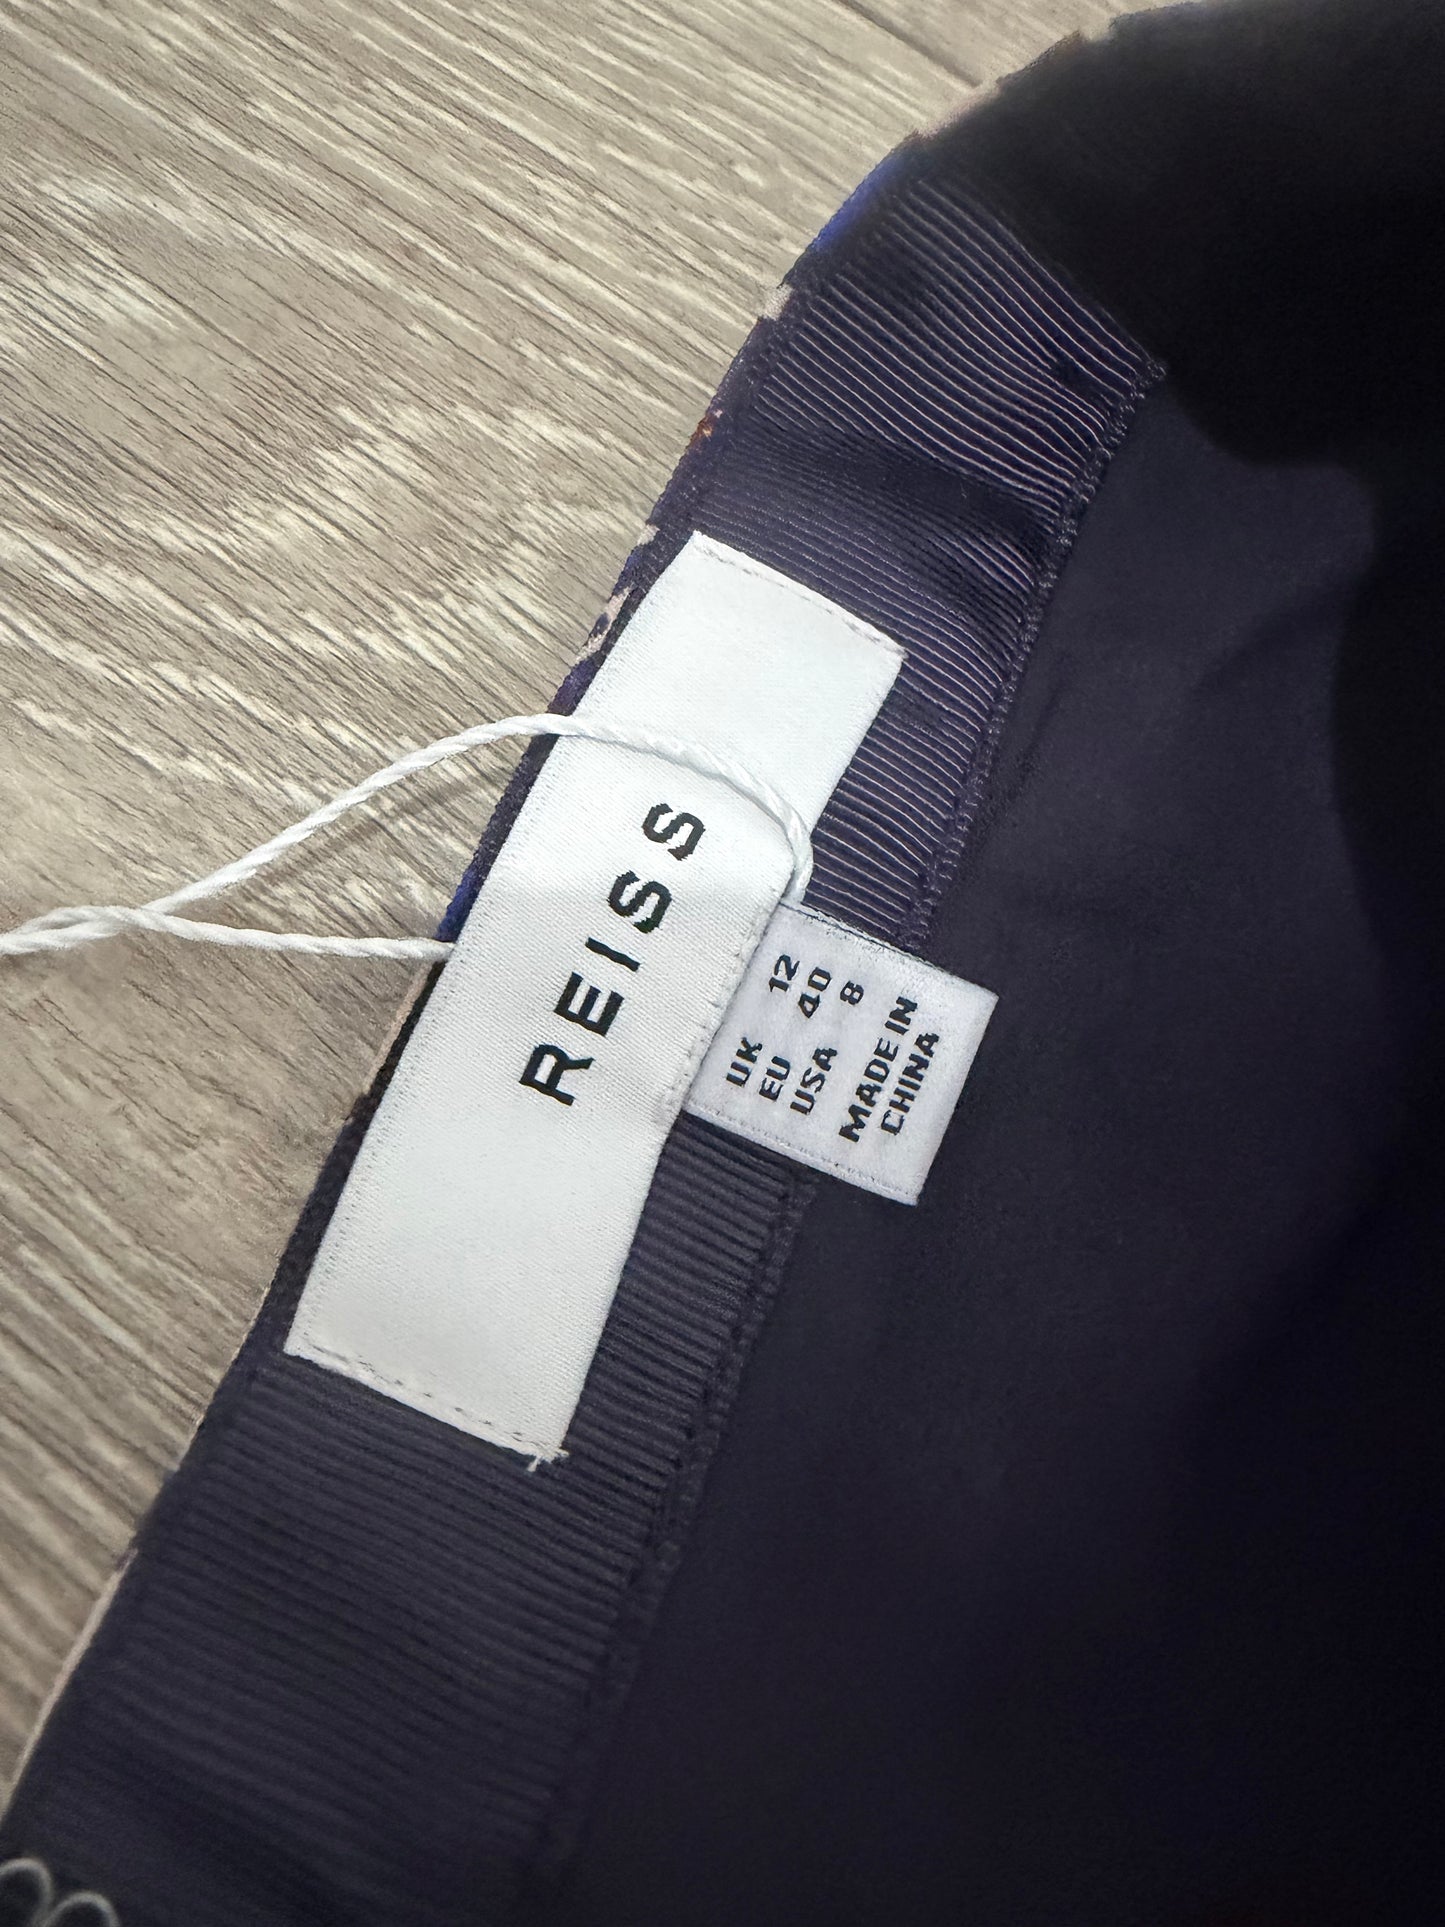 REISS
UK 12
EU 40
USA 8
MADE IN
CHINA